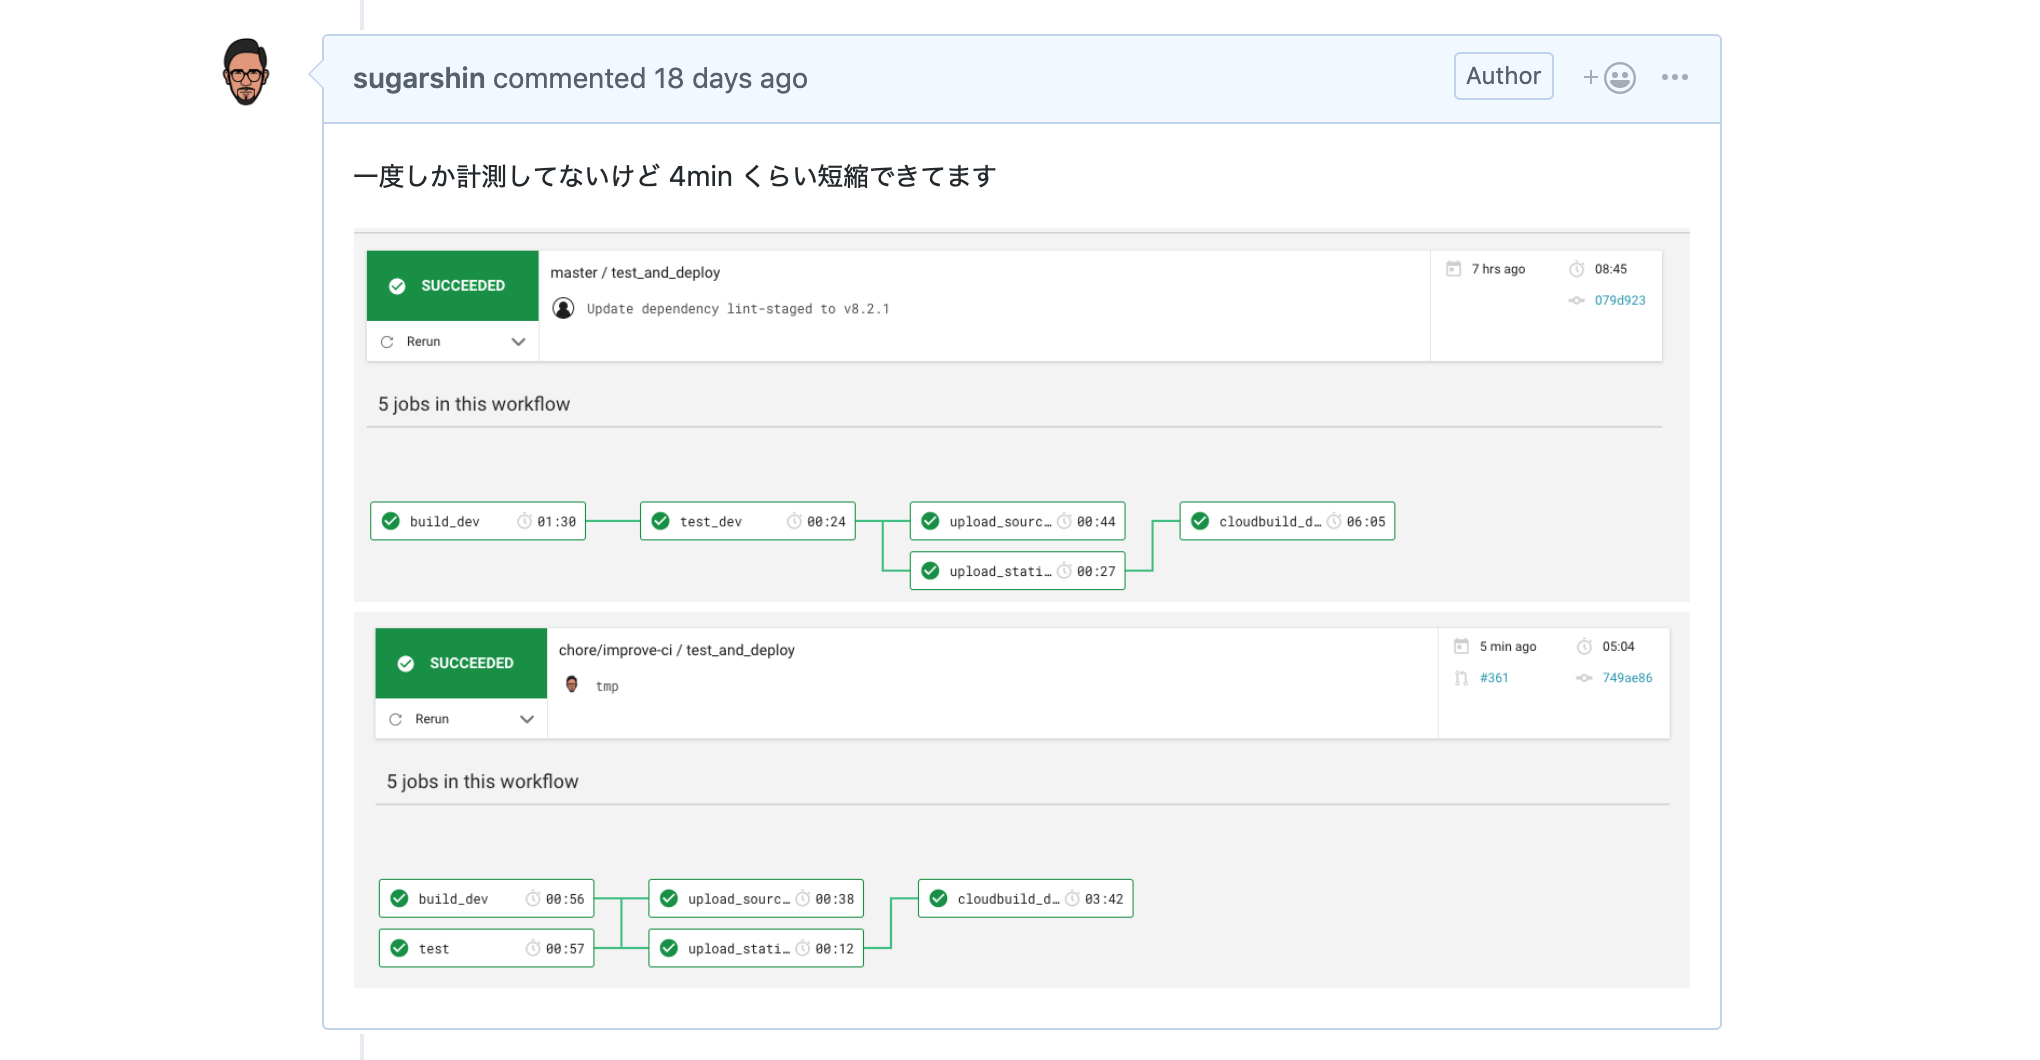 sugarshin commented 18 days ago
Author
一度しか計測してないけど 4min くらい短縮できてます
SUCCEEDED
master / test_and_deploy
7 hrs ago
08:45
Update dependency lint-staged to v8.2.1
079d923
Rerun
5 jobs in this workflow
build_dev 01:30
test_dev 00:24
upload_sourc… 00:44
cloudbuild_d… 06:05
upload_stati… 00:27
SUCCEEDED
chore/improve-ci / test_and_deploy
5 min ago
05:04
tmp
#361
749ae86
Rerun
5 jobs in this workflow
build_dev 00:56
upload_sourc… 00:38
cloudbuild_d… 03:42
test 00:57
upload_stati… 00:12